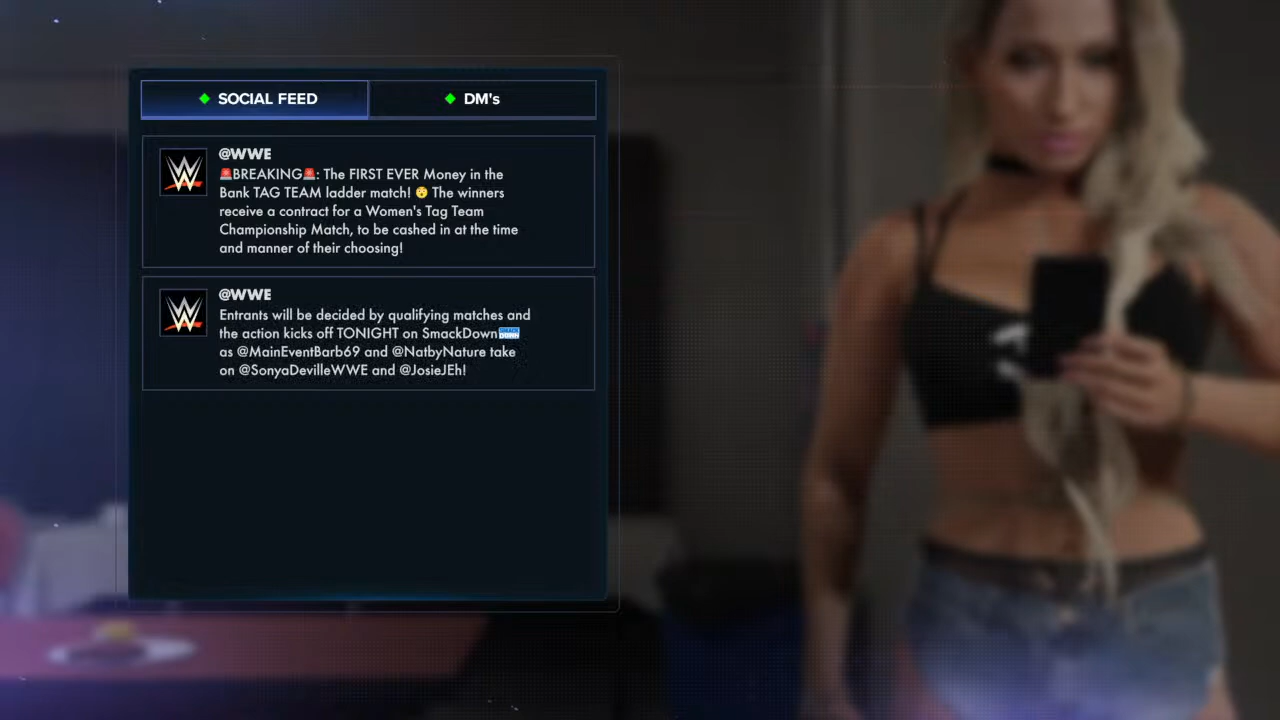 SOCIAL FEED
DM's
@WWE
🚨BREAKING🚨: The FIRST EVER Money in the
Bank TAG TEAM ladder match! 😯 The winners
receive a contract for a Women's Tag Team
Championship Match, to be cashed in at the time
and manner of their choosing!
@WWE
Entrants will be decided by qualifying matches and
the action kicks off TONIGHT on SmackDown
as @MainEventBarb69 and @NatbyNature take
on @SonyaDevilleWWE and @JosieJEh!